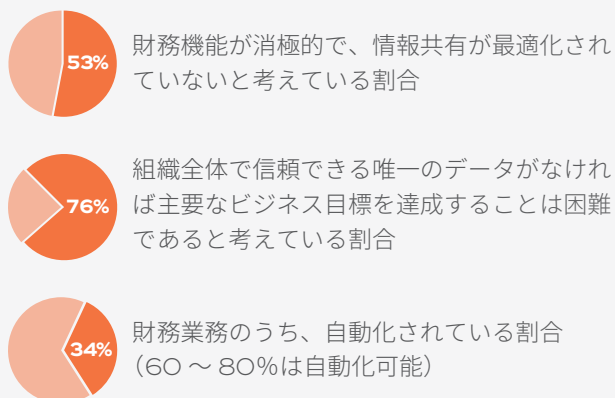 53%
財務機能が消極的で、情報共有が最適化され
ていないと考えている割合
76%
組織全体で信頼できる唯一のデータがなけれ
ば主要なビジネス目標を達成することは困難
であると考えている割合
34%
財務業務のうち、自動化されている割合
（60 ～ 80％は自動化可能）